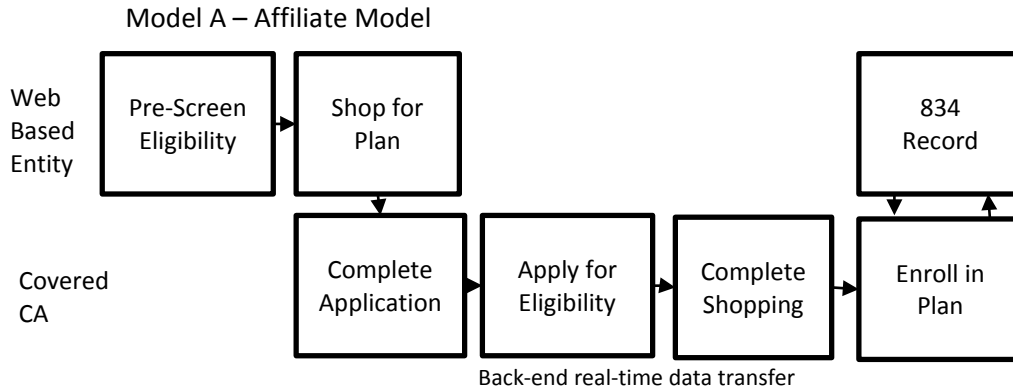 Model A – Affiliate Model
Web
Based
Entity
Pre-Screen
Eligibility
Shop for
Plan
834
Record
Covered
CA
Complete
Application
Apply for
Eligibility
Complete
Shopping
Enroll in
Plan
Back-end real-time data transfer